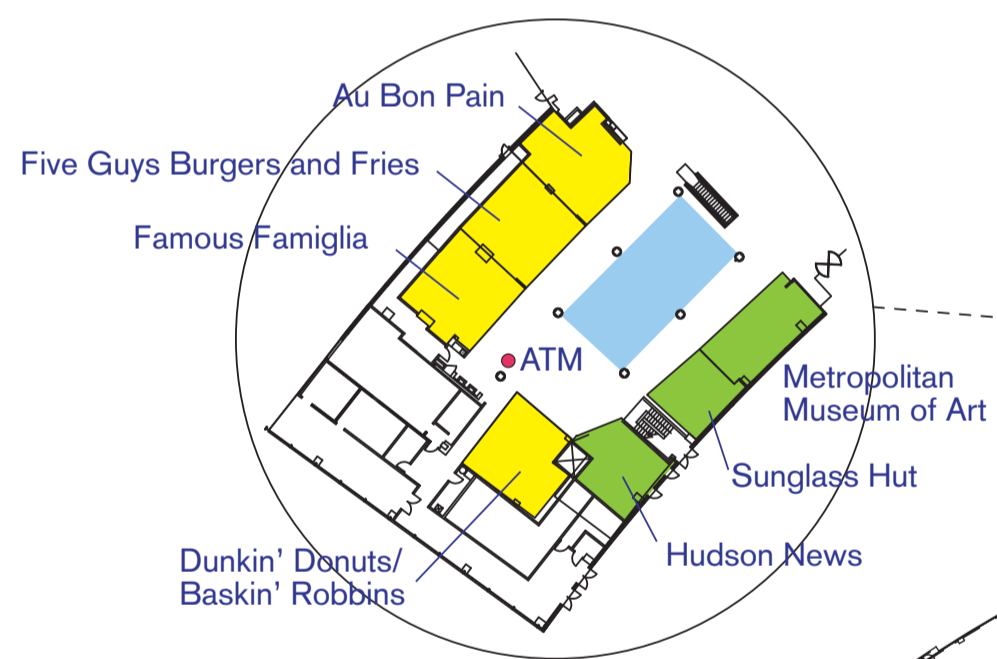 Au Bon Pain
Five Guys Burgers and Fries
Famous Famiglia
ATM
Metropolitan
Museum of Art
Sunglass Hut
Hudson News
Dunkin’ Donuts/
Baskin’ Robbins